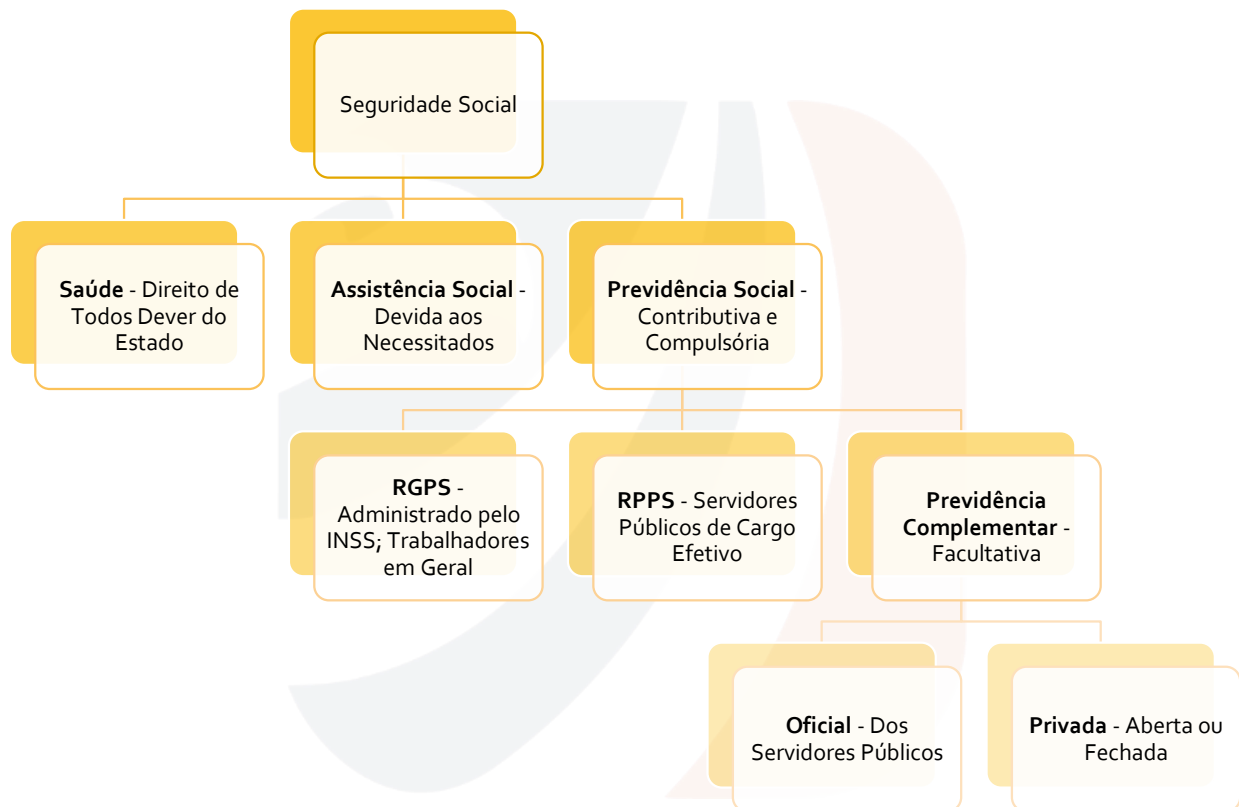 Seguridade Social
Saúde - Direito de
Todos Dever do
Estado
Assistência Social -
Devida aos
Necessitados
Previdência Social -
Contributiva e
Compulsória
RGPS -
Administrado pelo
INSS; Trabalhadores
em Geral
RPPS - Servidores
Públicos de Cargo
Efetivo
Previdência
Complementar -
Facultativa
Oficial - Dos
Servidores Públicos
Privada - Aberta ou
Fechada